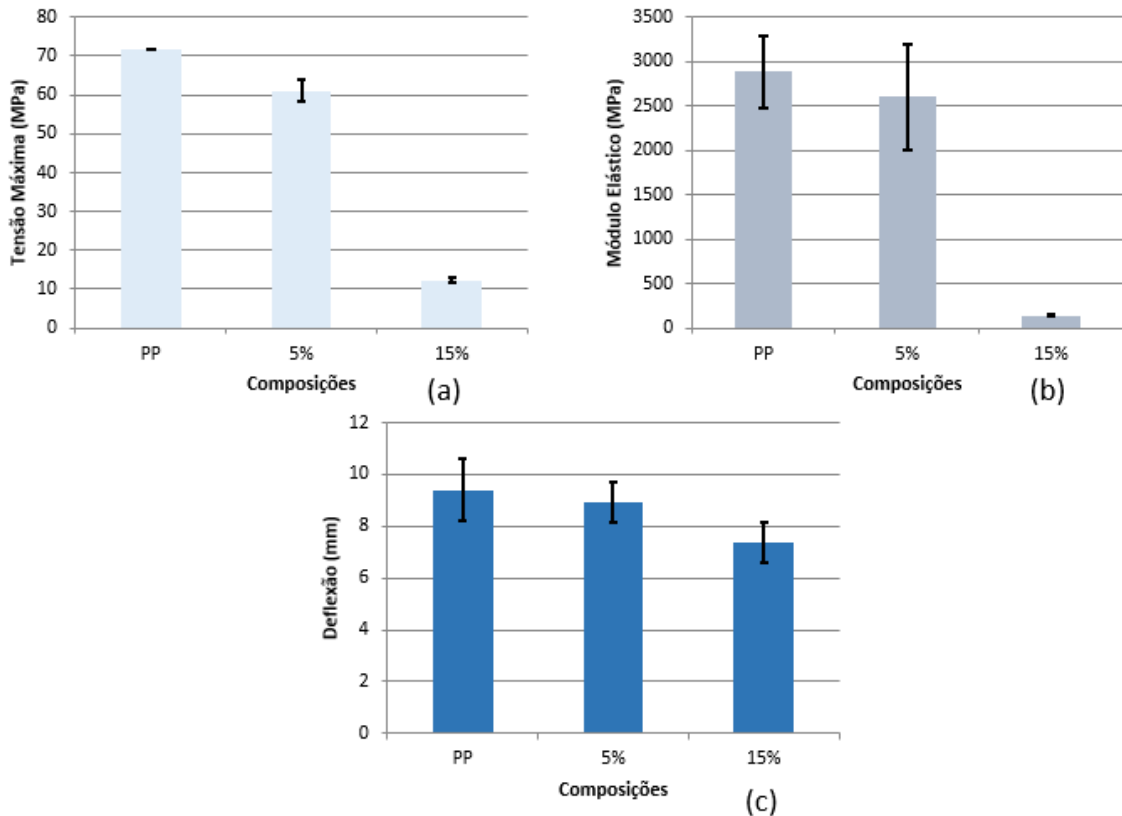 Tensão Máxima (MPa)
80
70
60
50
40
30
20
10
0
PP 5% 15%
Composições
(a)
Módulo Elástico (MPa)
3500
3000
2500
2000
1500
1000
500
0
PP 5% 15%
Composições
(b)
Deflexão (mm)
12
10
8
6
4
2
0
PP 5% 15%
Composições
(c)